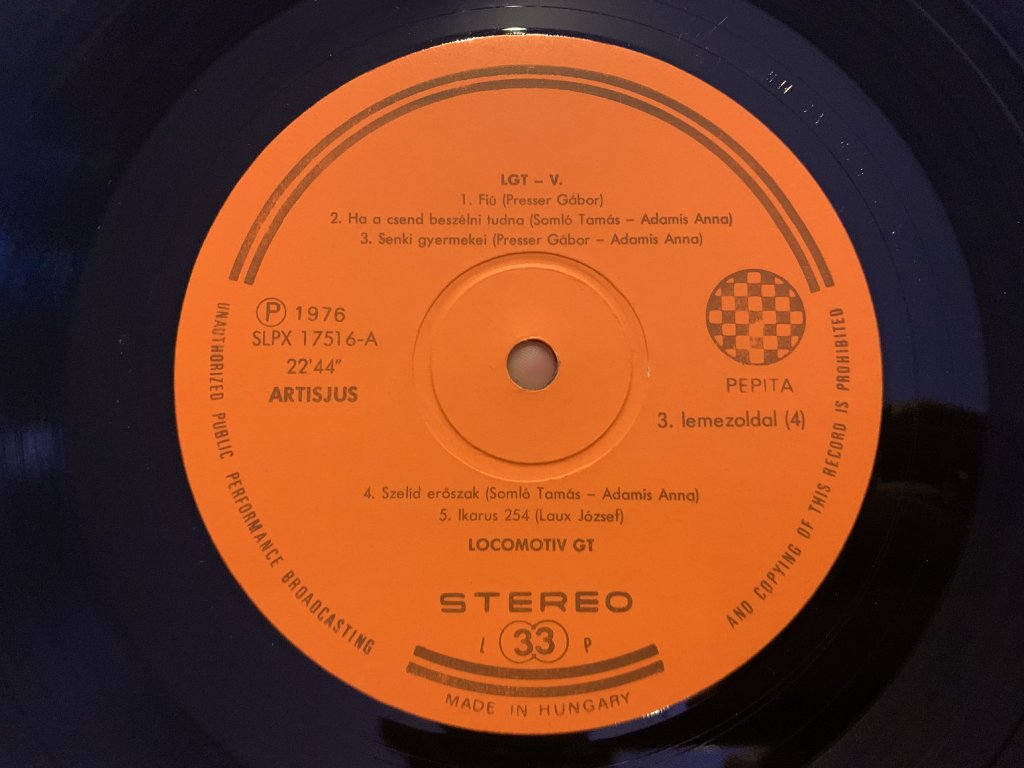 LGT – V.
1. Fiú (Presser Gábor)
2. Ha a csend beszélni tudna (Somló Tamás – Adamis Anna)
3. Senki gyermekei (Presser Gábor – Adamis Anna)
P 1976
SLPX 17516-A
22'44"
ARTISJUS
PEPITA
3. lemezoldal (4)
4. Szelíd erőszak (Somló Tamás – Adamis Anna)
5. Ikarus 254 (Laux József)
LOCOMOTIV GT
STEREO
L 33 P
MADE IN HUNGARY
UNAUTHORIZED PUBLIC PERFORMANCE BROADCASTING
AND COPYING OF THIS RECORD IS PROHIBITED